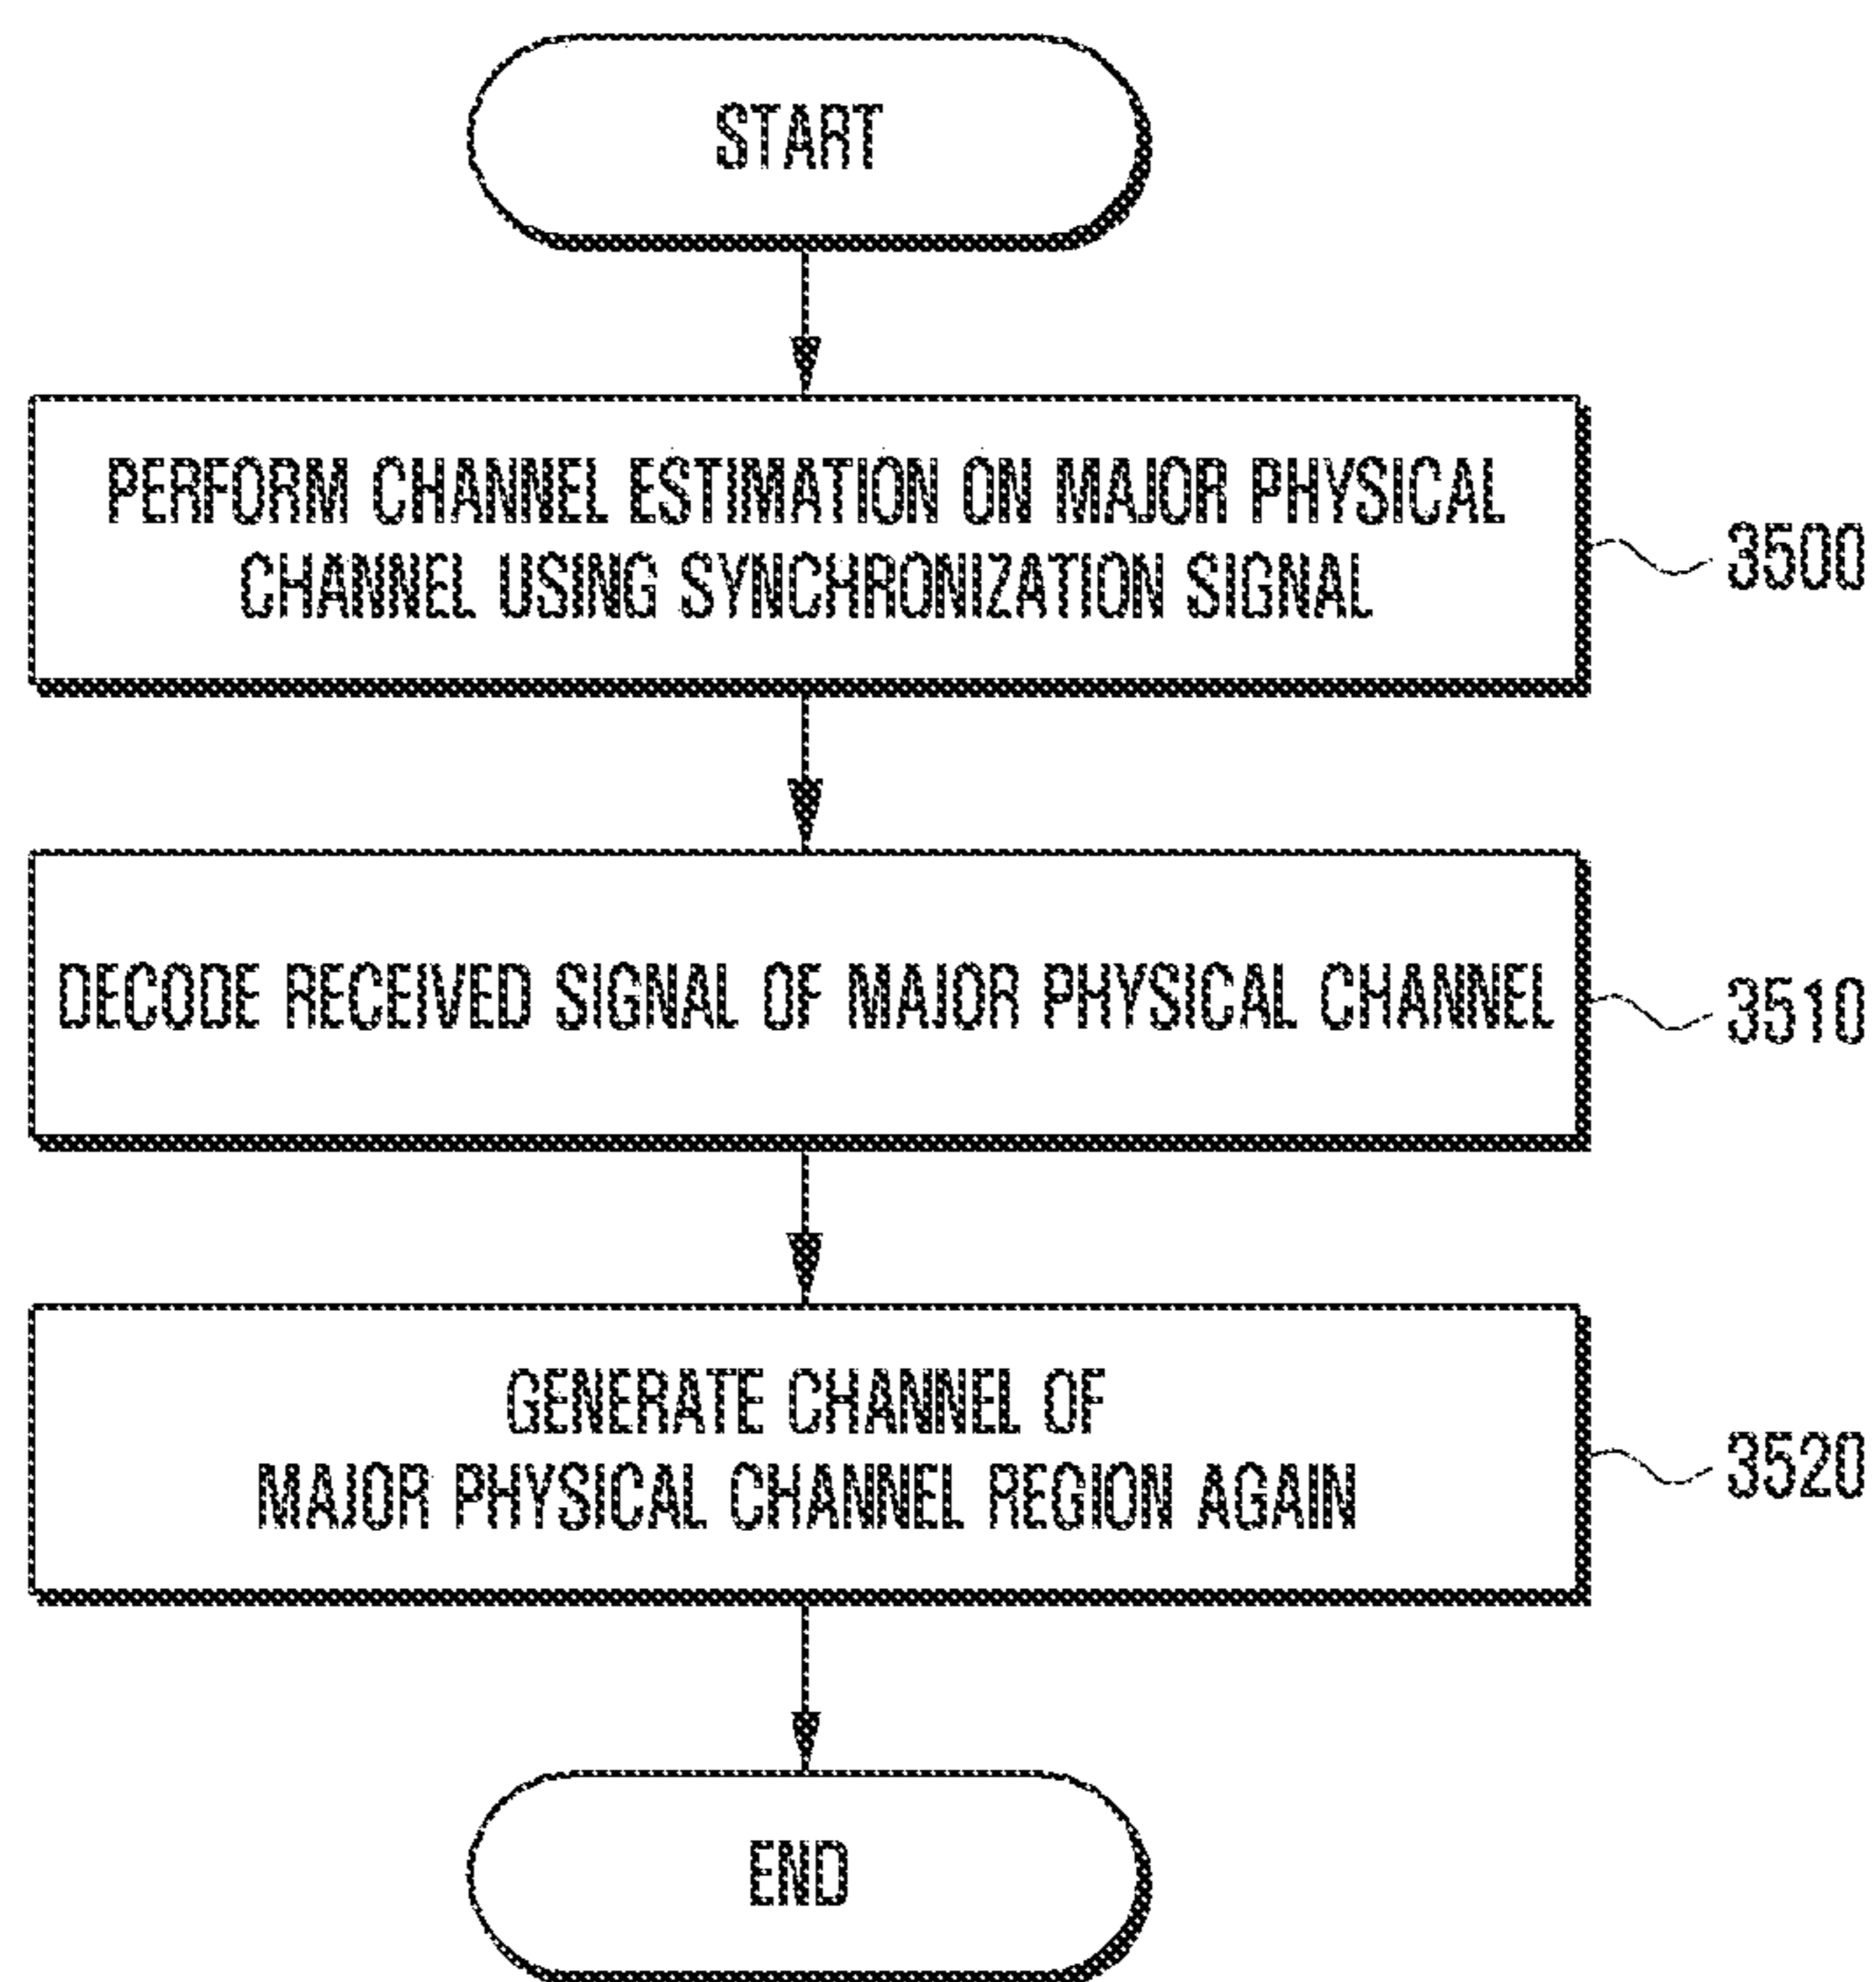 START
PERFORM CHANNEL ESTIMATION ON MAJOR PHYSICAL
CHANNEL USING SYNCHRONIZATION SIGNAL
3500
DECODE RECEIVED SIGNAL OF MAJOR PHYSICAL CHANNEL
3510
GENERATE CHANNEL OF
MAJOR PHYSICAL CHANNEL REGION AGAIN
3520
END